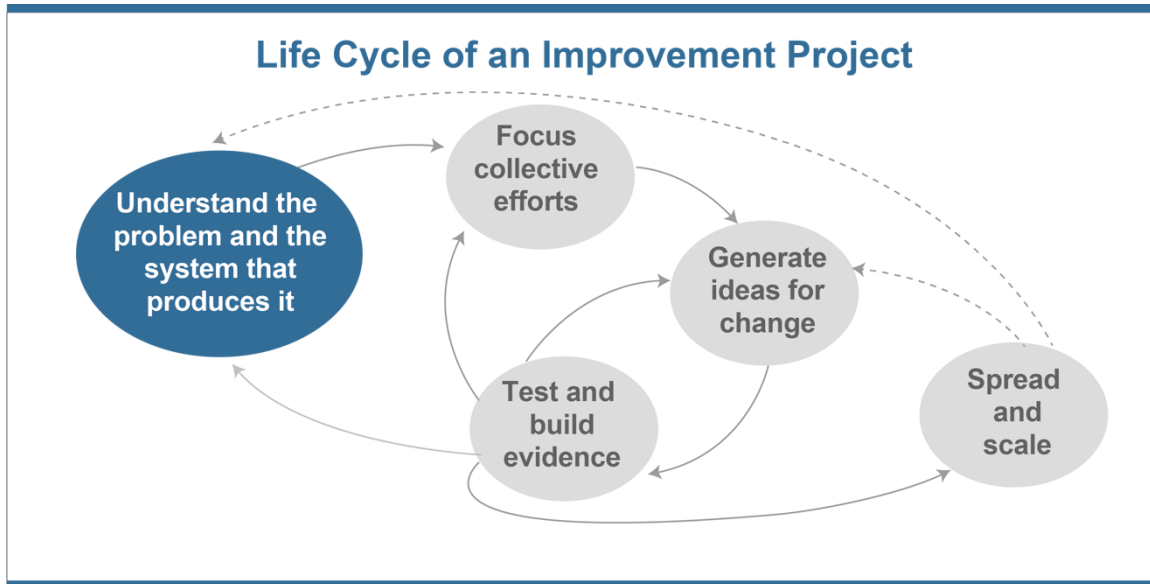 Life Cycle of an Improvement Project
Understand the
problem and the
system that
produces it
Focus
collective
efforts
Generate
ideas for
change
Test and
build
evidence
Spread
and
scale